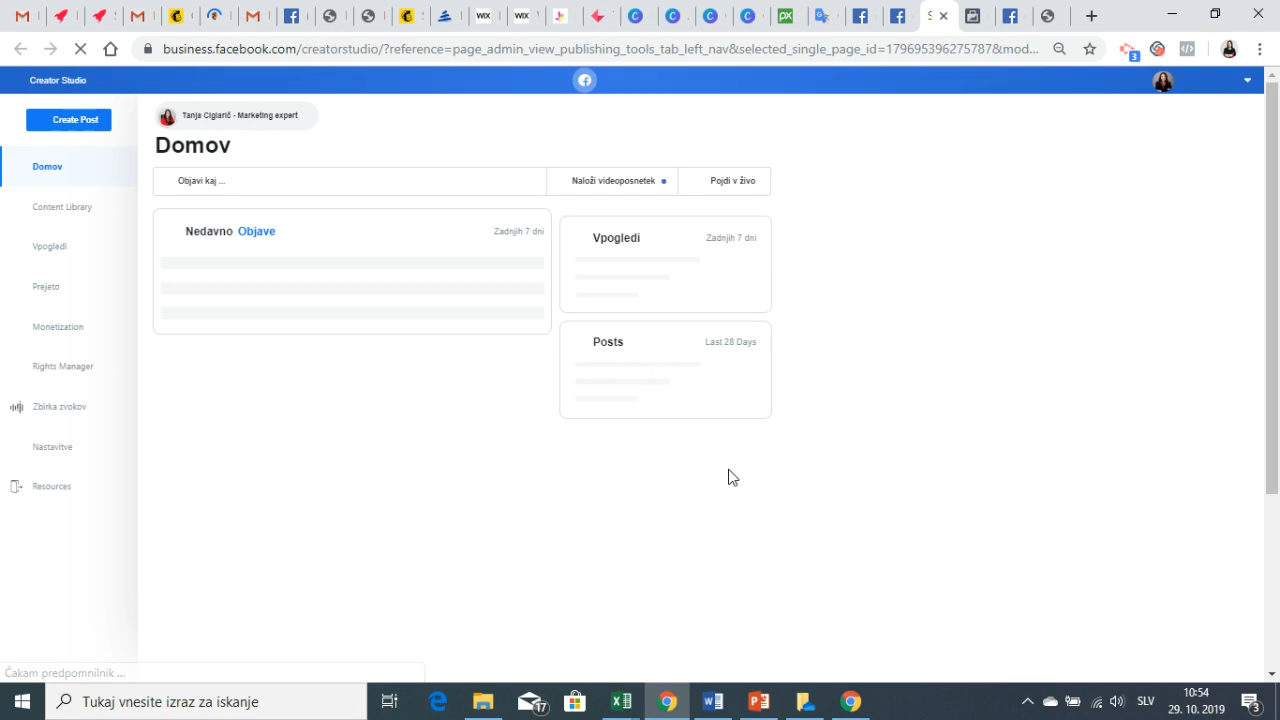 S
business.facebook.com/creatorstudio/?reference=page_admin_view_publishing_tools_tab_left_nav&selected_single_page_id=179695396275787&mod...
3
Creator Studio
Create Post
Tanja Ciglarič - Marketing expert
Domov
Domov
Objavi kaj ...
Naloži videoposnetek
Pojdi v živo
Content Library
Nedavno Objave
Zadnjih 7 dni
Vpogledi
Zadnjih 7 dni
Vpogledi
Prejeto
Monetization
Posts
Last 28 Days
Rights Manager
Zbirka zvokov
Nastavitve
Resources
Čakam predpomnilnik ...
Tukaj vnesite izraz za iskanje
17
SLV
10:54
29. 10. 2019
3